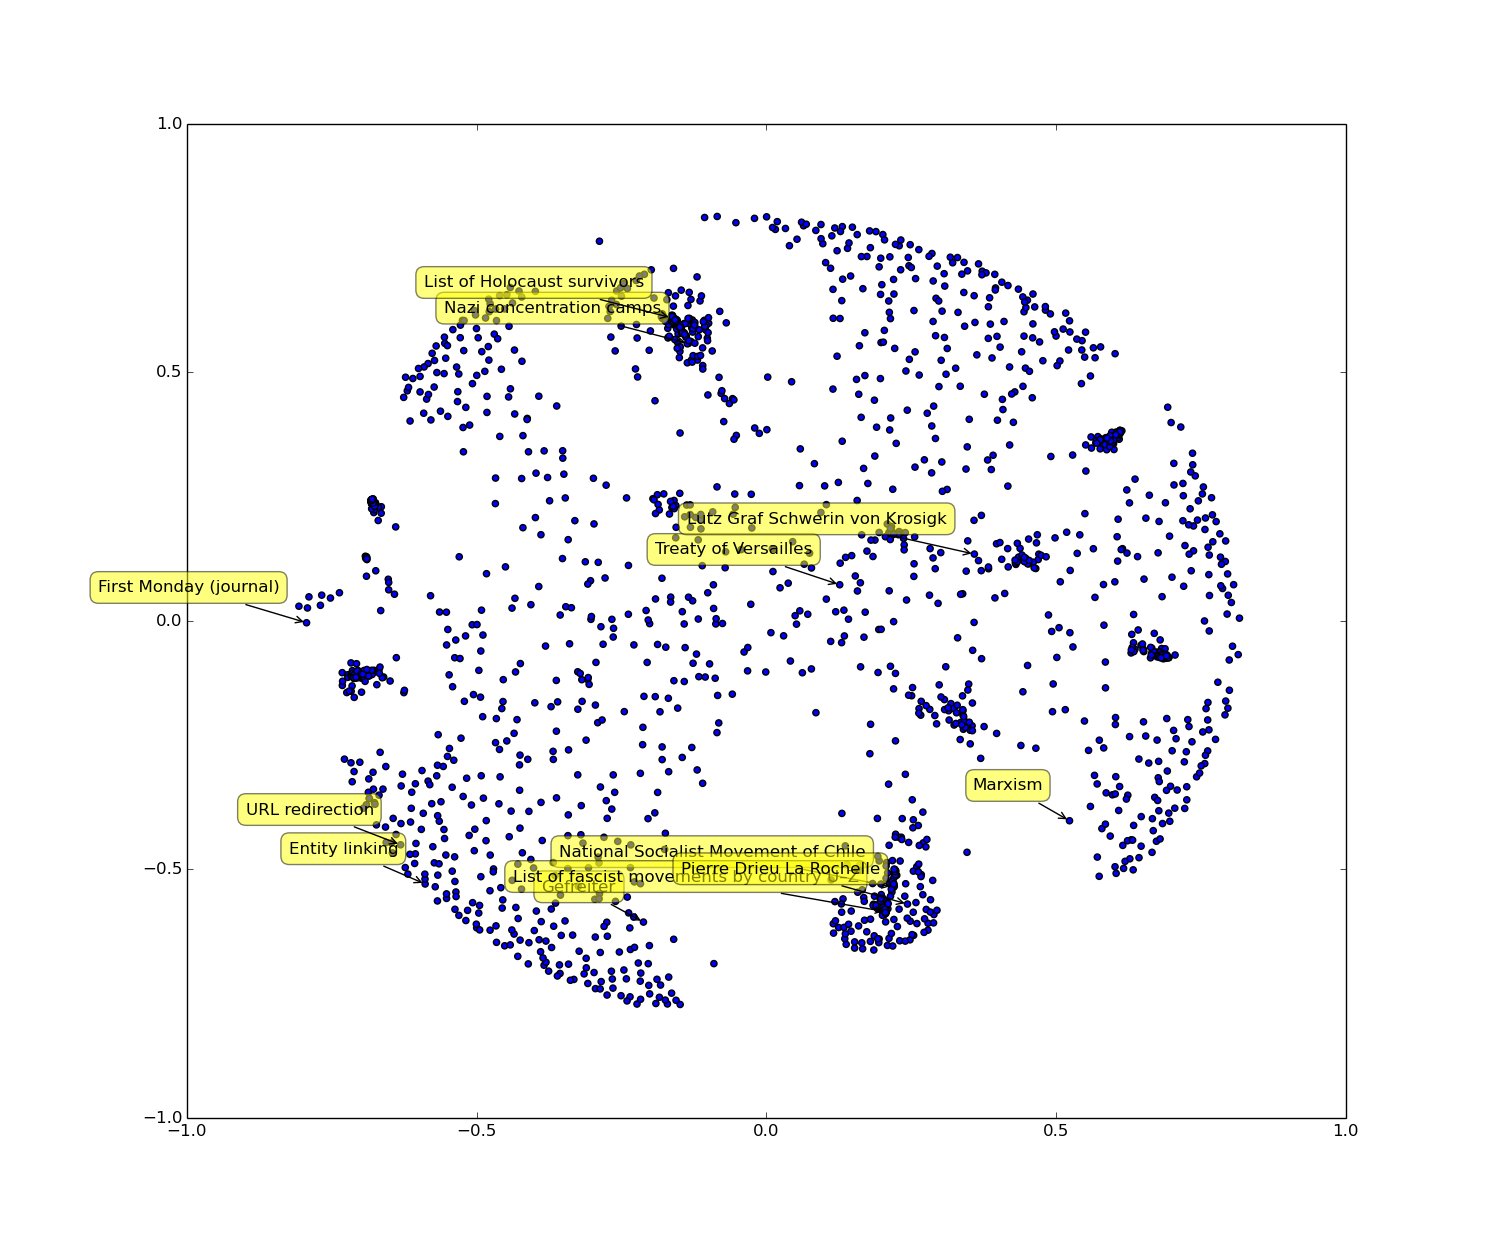 1.0
List of Holocaust survivors
Nazi concentration camps
0.5
Lutz Graf Schwerin von Krosigk
Treaty of Versailles
First Monday (journal)
0.0
Marxism
URL redirection
Entity linking
National Socialist Movement of Chile
Pierre Drieu La Rochelle
List of fascist movements by country G–Z
Gefreiter
−0.5
−1.0
−1.0 −0.5 0.0 0.5 1.0